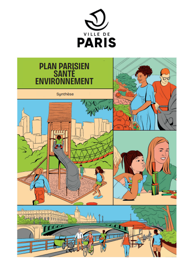 VILLE DE
PARIS
PLAN PARISIEN
SANTÉ
ENVIRONNEMENT
Synthèse